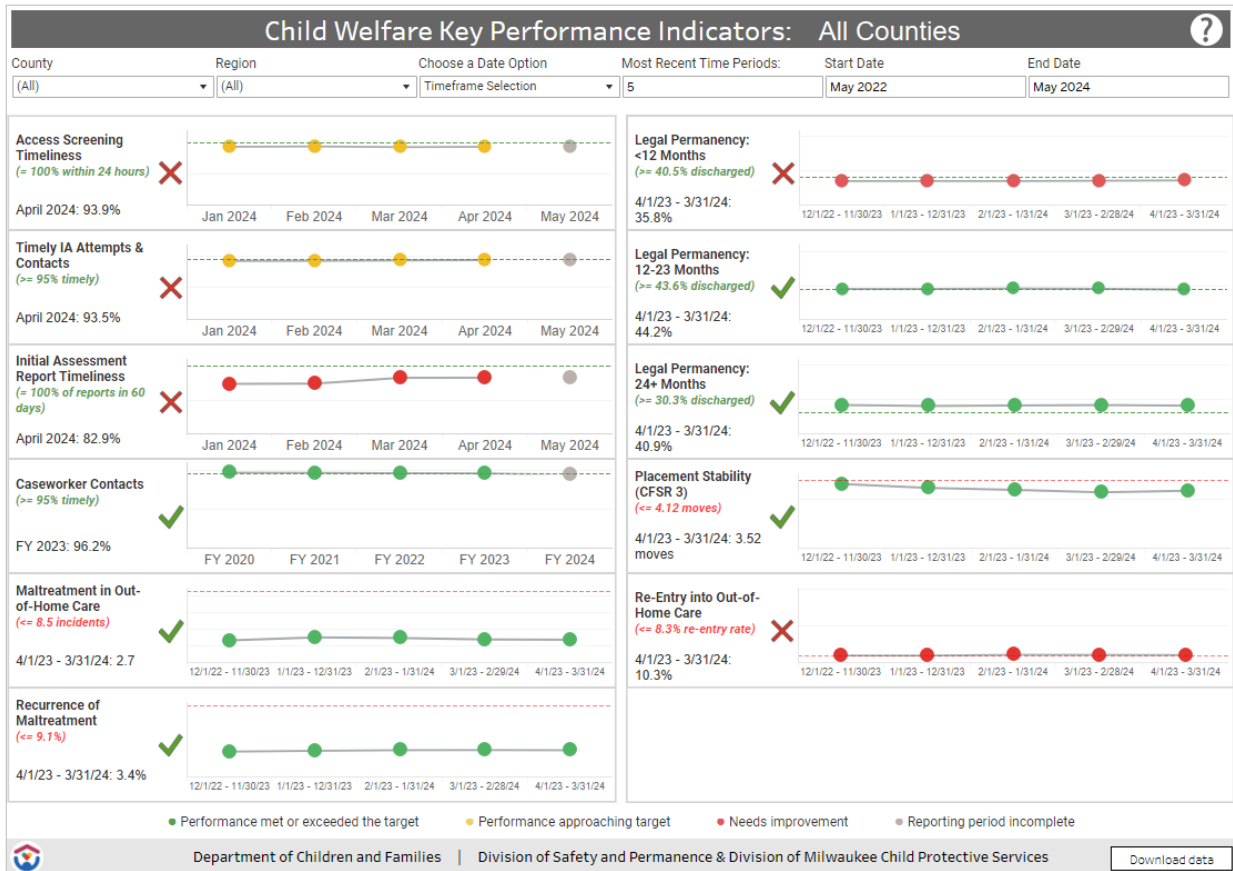 Child Welfare Key Performance Indicators: All Counties
?
County
Region
Choose a Date Option
Most Recent Time Periods:
Start Date
End Date
(All)
(All)
Timeframe Selection
5
May 2022
May 2024
Access Screening
Timeliness
(= 100% within 24 hours)
April 2024: 93.9%
Jan 2024 Feb 2024 Mar 2024 Apr 2024 May 2024
Timely IA Attempts &
Contacts
(>= 95% timely)
April 2024: 93.5%
Jan 2024 Feb 2024 Mar 2024 Apr 2024 May 2024
Initial Assessment
Report Timeliness
(= 100% of reports in 60
days)
April 2024: 82.9%
Jan 2024 Feb 2024 Mar 2024 Apr 2024 May 2024
Caseworker Contacts
(>= 95% timely)
FY 2023: 96.2%
FY 2020 FY 2021 FY 2022 FY 2023 FY 2024
Maltreatment in Out-
of-Home Care
(<= 8.5 incidents)
4/1/23 - 3/31/24: 2.7
12/1/22 - 11/30/23 1/1/23 - 12/31/23 2/1/23 - 1/31/24 3/1/23 - 2/29/24 4/1/23 - 3/31/24
Recurrence of
Maltreatment
(<= 9.1%)
4/1/23 - 3/31/24: 3.4%
12/1/22 - 11/30/23 1/1/23 - 12/31/23 2/1/23 - 1/31/24 3/1/23 - 2/28/24 4/1/23 - 3/31/24
Legal Permanency:
<12 Months
(>= 40.5% discharged)
4/1/23 - 3/31/24:
35.8%
12/1/22 - 11/30/23 1/1/23 - 12/31/23 2/1/23 - 1/31/24 3/1/23 - 2/28/24 4/1/23 - 3/31/24
Legal Permanency:
12-23 Months
(>= 43.6% discharged)
4/1/23 - 3/31/24:
44.2%
12/1/22 - 11/30/23 1/1/23 - 12/31/23 2/1/23 - 1/31/24 3/1/23 - 2/29/24 4/1/23 - 3/31/24
Legal Permanency:
24+ Months
(>= 30.3% discharged)
4/1/23 - 3/31/24:
40.9%
12/1/22 - 11/30/23 1/1/23 - 12/31/23 2/1/23 - 1/31/24 3/1/23 - 2/29/24 4/1/23 - 3/31/24
Placement Stability
(CFSR 3)
(<= 4.12 moves)
4/1/23 - 3/31/24: 3.52
moves
12/1/22 - 11/30/23 1/1/23 - 12/31/23 2/1/23 - 1/31/24 3/1/23 - 2/29/24 4/1/23 - 3/31/24
Re-Entry into Out-of-
Home Care
(<= 8.3% re-entry rate)
4/1/23 - 3/31/24:
10.3%
12/1/22 - 11/30/23 1/1/23 - 12/31/23 2/1/23 - 1/31/24 3/1/23 - 2/28/24 4/1/23 - 3/31/24
Performance met or exceeded the target
Performance approaching target
Needs improvement
Reporting period incomplete
Department of Children and Families | Division of Safety and Permanence & Division of Milwaukee Child Protective Services
Download data